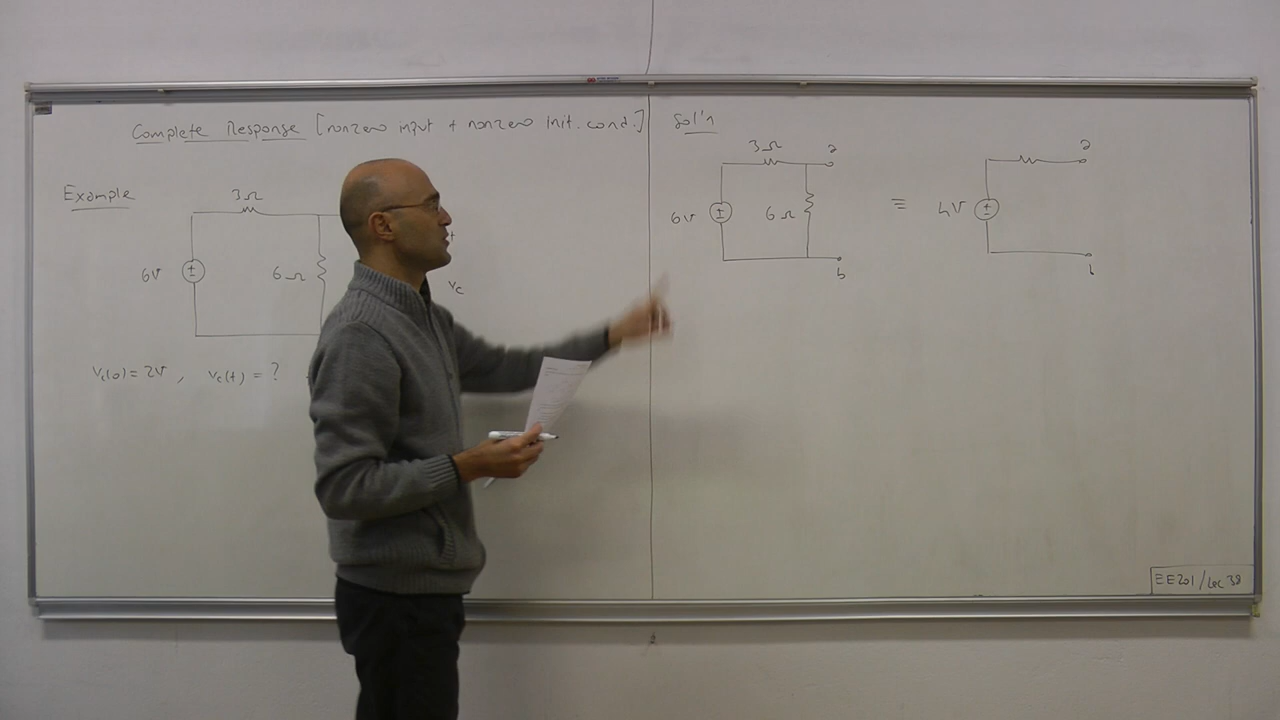 Complete Response [nonzero input + nonzero init. cond.]
Example
3Ω
6V
6Ω
+
vc
vc(0) = 2V , vc(t) = ?
Sol'n
3Ω
a
6V
6Ω
b
≡
a
4V
b
EE201/Lec 38